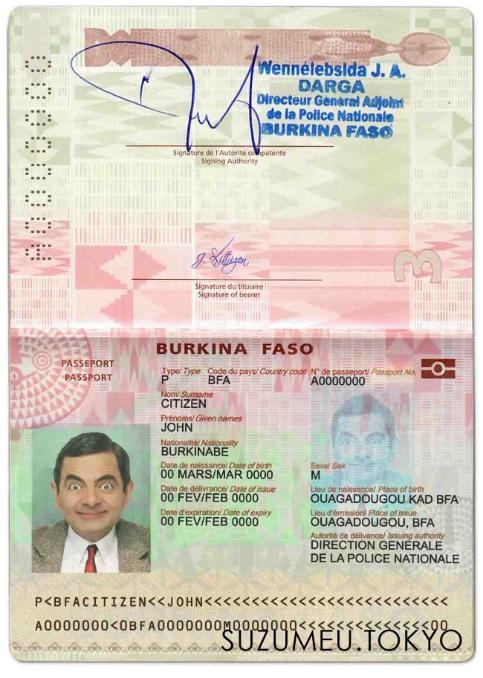 A0000000
Wennélebsida J. A.
DARGA
Directeur Général Adjoint
de la Police Nationale
BURKINA FASO
Signature de l'Autorité compétente
Signing Authority
J. Sittizen
Signature du titulaire
Signature of bearer
3
BURKINA FASO
PASSEPORT
PASSPORT
Type/ Type Code du pays/ Country code N° de passeport/ Passport No.
P BFA A0000000
Nom/ Surname
CITIZEN
Prénoms/ Given names
JOHN
Nationalité/ Nationality
BURKINABE
Date de naissance/ Date of birth Sexe/ Sex
00 MARS/MAR 0000 M
Date de délivrance/ Date of issue Lieu de naissance/ Place of birth
00 FEV/FEB 0000 OUAGADOUGOU KAD BFA
Date d'expiration/ Date of expiry Lieu d'émission/ Place of issue
00 FEV/FEB 0000 OUAGADOUGOU, BFA
Autorité de délivrance/ Issuing authority
DIRECTION GENERALE
DE LA POLICE NATIONALE
P<BFACITIZEN<<JOHN<<<<<<<<<<<<<<<<<<<<<<<<<<
A0000000<0BFA0000000M0000000<<<<<<<<<<<<<<00
SUZUMEU.TOKYO